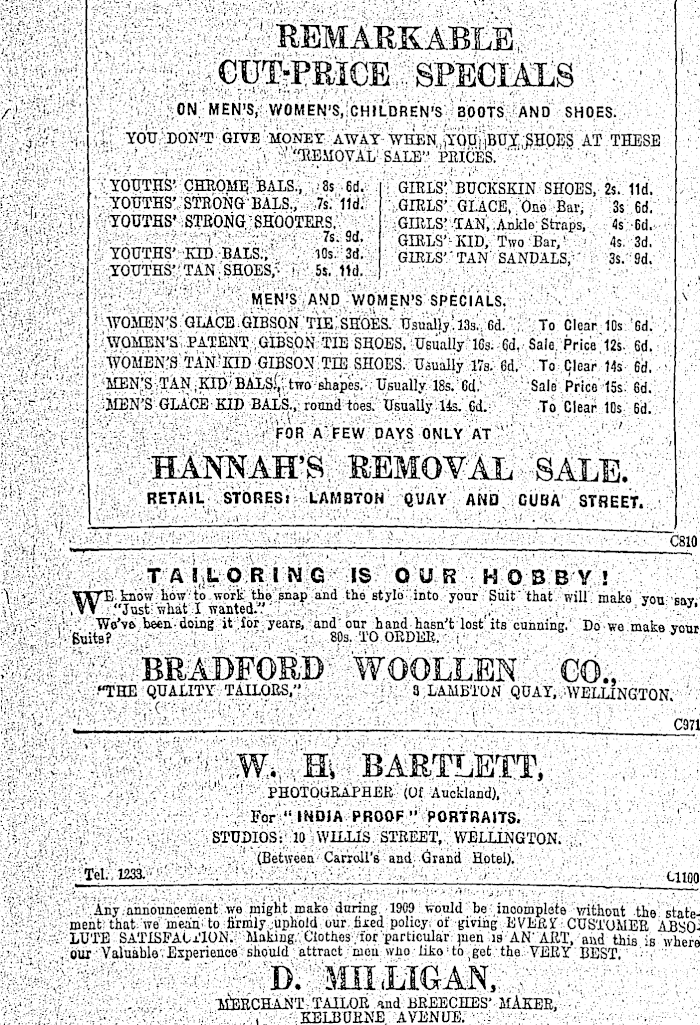 REMARKABLE
CUT-PRICE SPECIALS
ON MEN'S, WOMEN'S, CHILDREN'S BOOTS AND SHOES.
YOU DON'T GIVE MONEY AWAY WHEN YOU BUY SHOES AT THESE
"REMOVAL SALE" PRICES.
YOUTHS' CHROME BALS., 8s 6d.
YOUTHS' STRONG BALS., 7s. 11d.
YOUTHS' STRONG SHOOTERS,
7s. 9d.
YOUTHS' KID BALS., 10s. 3d.
YOUTHS' TAN SHOES, 5s. 11d.
GIRLS' BUCKSKIN SHOES, 2s. 11d.
GIRLS' GLACE, One Bar, 3s 6d.
GIRLS' TAN, Ankle Straps, 4s 6d.
GIRLS' KID, Two Bar, 4s. 3d.
GIRLS' TAN SANDALS, 3s. 9d.
MEN'S AND WOMEN'S SPECIALS.
WOMEN'S GLACE GIBSON TIE SHOES. Usually 13s. 6d. To Clear 10s 6d.
WOMEN'S PATENT GIBSON TIE SHOES. Usually 16s. 6d. Sale Price 12s. 6d.
WOMEN'S TAN KID GIBSON TIE SHOES. Usually 17s. 6d. To Clear 14s 6d.
MEN'S TAN KID BALS., two shapes. Usually 18s. 6d. Sale Price 15s. 6d.
MEN'S GLACE KID BALS., round toes. Usually 14s. 6d. To Clear 10s 6d.
FOR A FEW DAYS ONLY AT
HANNAH'S REMOVAL SALE.
RETAIL STORES: LAMBTON QUAY AND CUBA STREET.
C810
TAILORING IS OUR HOBBY!
WE know how to work the snap and the style into your Suit that will make you say,
"Just what I wanted."
We've been doing it for years, and our hand hasn't lost its cunning. Do we make your
Suits? 80s. TO ORDER.
BRADFORD WOOLLEN CO.,
"THE QUALITY TAILORS," 3 LAMBTON QUAY, WELLINGTON.
C971
W. H. BARTLETT,
PHOTOGRAPHER (Of Auckland),
For "INDIA PROOF" PORTRAITS.
STUDIOS: 10 WILLIS STREET, WELLINGTON.
(Between Carroll's and Grand Hotel).
Tel. 1233. C1100
Any announcement we might make during 1909 would be incomplete without the state-
ment that we mean to firmly uphold our fixed policy of giving EVERY CUSTOMER ABSO-
LUTE SATISFACTION. Making Clothes for particular men is AN ART, and this is where
our Valuable Experience should attract men who like to get the VERY BEST.
D. MILLIGAN,
MERCHANT TAILOR and BREECHES' MAKER,
KELBURNE AVENUE.